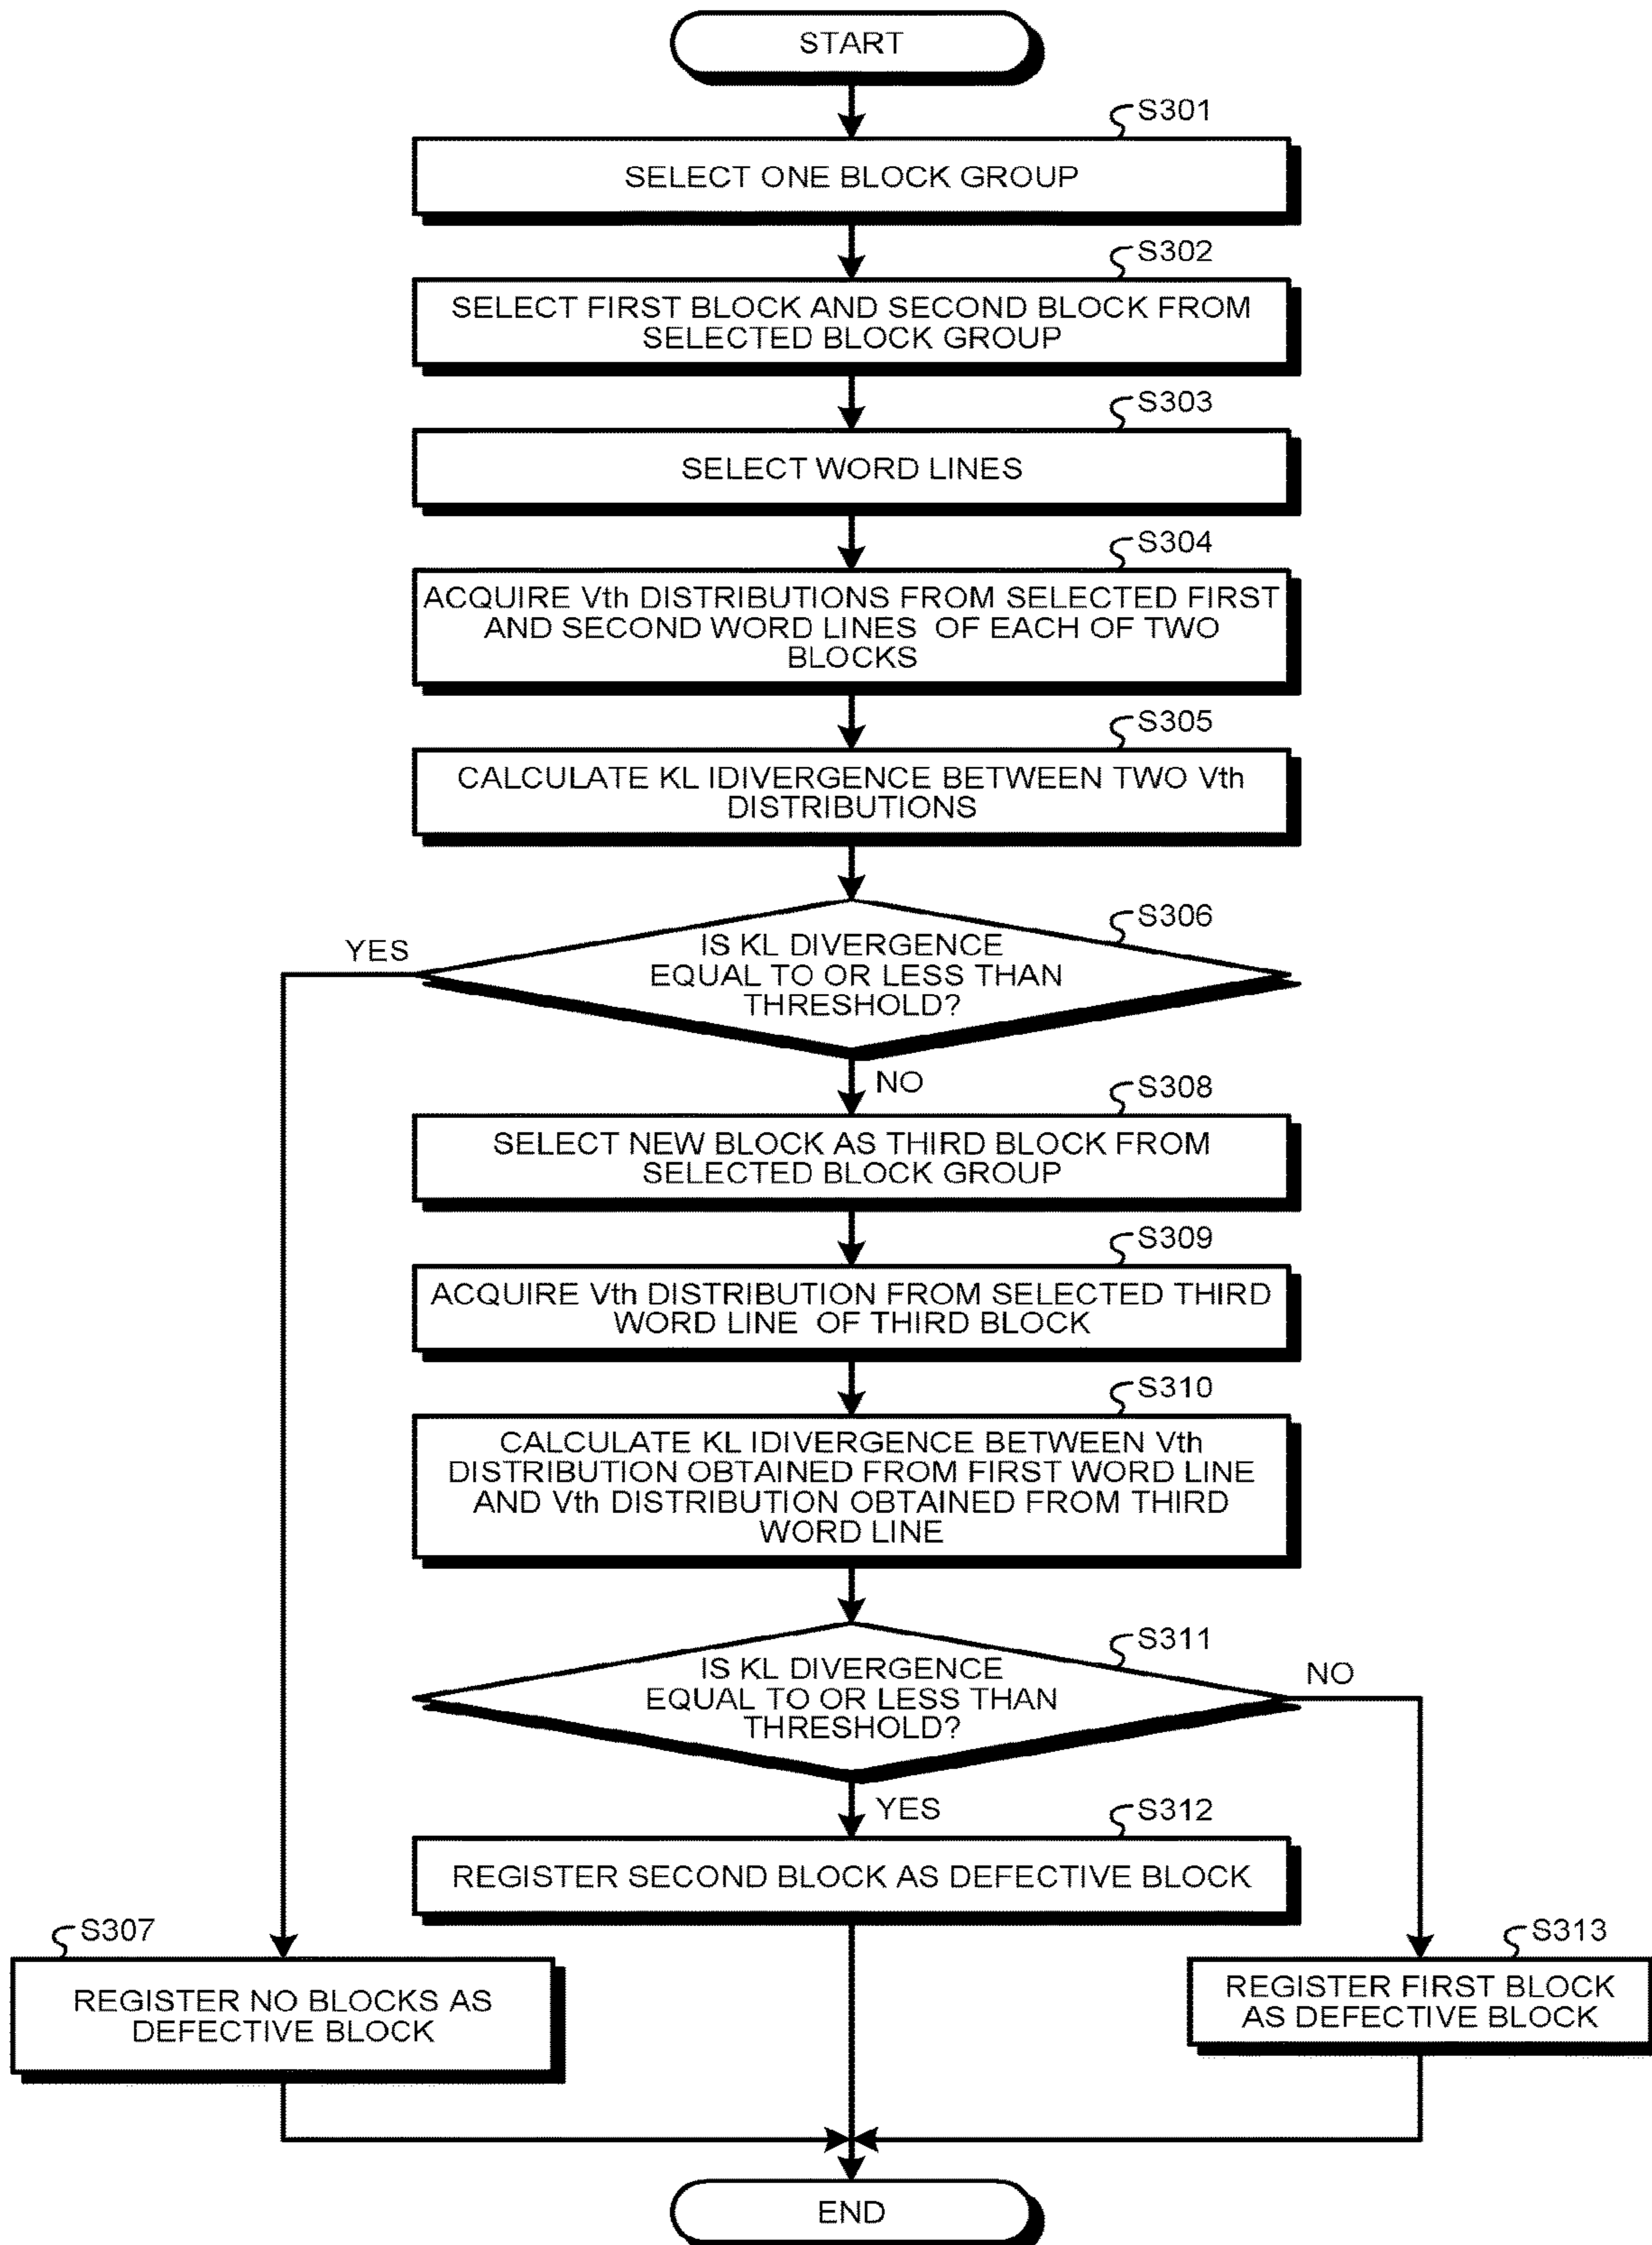 START
S301
SELECT ONE BLOCK GROUP
S302
SELECT FIRST BLOCK AND SECOND BLOCK FROM
SELECTED BLOCK GROUP
S303
SELECT WORD LINES
S304
ACQUIRE Vth DISTRIBUTIONS FROM SELECTED FIRST
AND SECOND WORD LINES OF EACH OF TWO
BLOCKS
S305
CALCULATE KL IDIVERGENCE BETWEEN TWO Vth
DISTRIBUTIONS
S306
YES
IS KL DIVERGENCE
EQUAL TO OR LESS THAN
THRESHOLD?
NO
S308
SELECT NEW BLOCK AS THIRD BLOCK FROM
SELECTED BLOCK GROUP
S309
ACQUIRE Vth DISTRIBUTION FROM SELECTED THIRD
WORD LINE OF THIRD BLOCK
S310
CALCULATE KL IDIVERGENCE BETWEEN Vth
DISTRIBUTION OBTAINED FROM FIRST WORD LINE
AND Vth DISTRIBUTION OBTAINED FROM THIRD
WORD LINE
S311
IS KL DIVERGENCE
EQUAL TO OR LESS THAN
THRESHOLD?
NO
YES
S312
REGISTER SECOND BLOCK AS DEFECTIVE BLOCK
S307
REGISTER NO BLOCKS AS
DEFECTIVE BLOCK
S313
REGISTER FIRST BLOCK
AS DEFECTIVE BLOCK
END